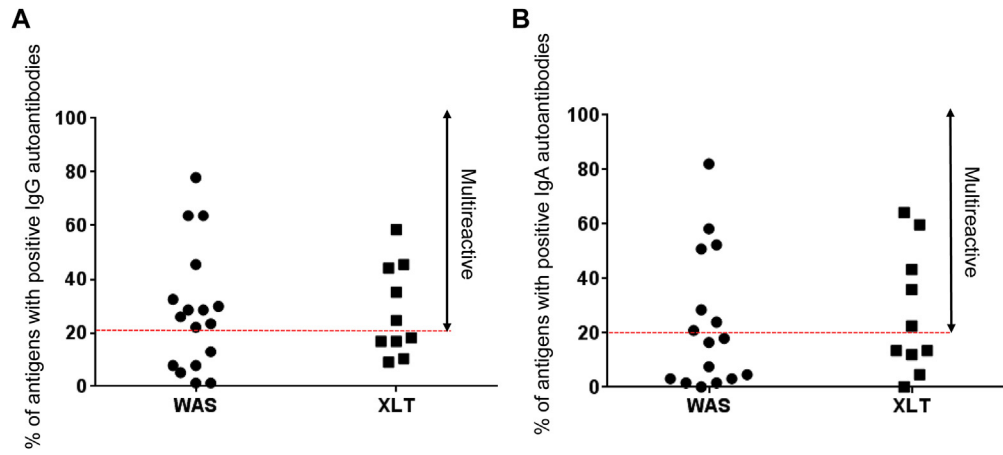 A
% of antigens with positive IgG autoantibodies
100
80
60
40
20
0
WAS
XLT
Multireactive
B
% of antigens with positive IgA autoantibodies
100
80
60
40
20
0
WAS
XLT
Multireactive